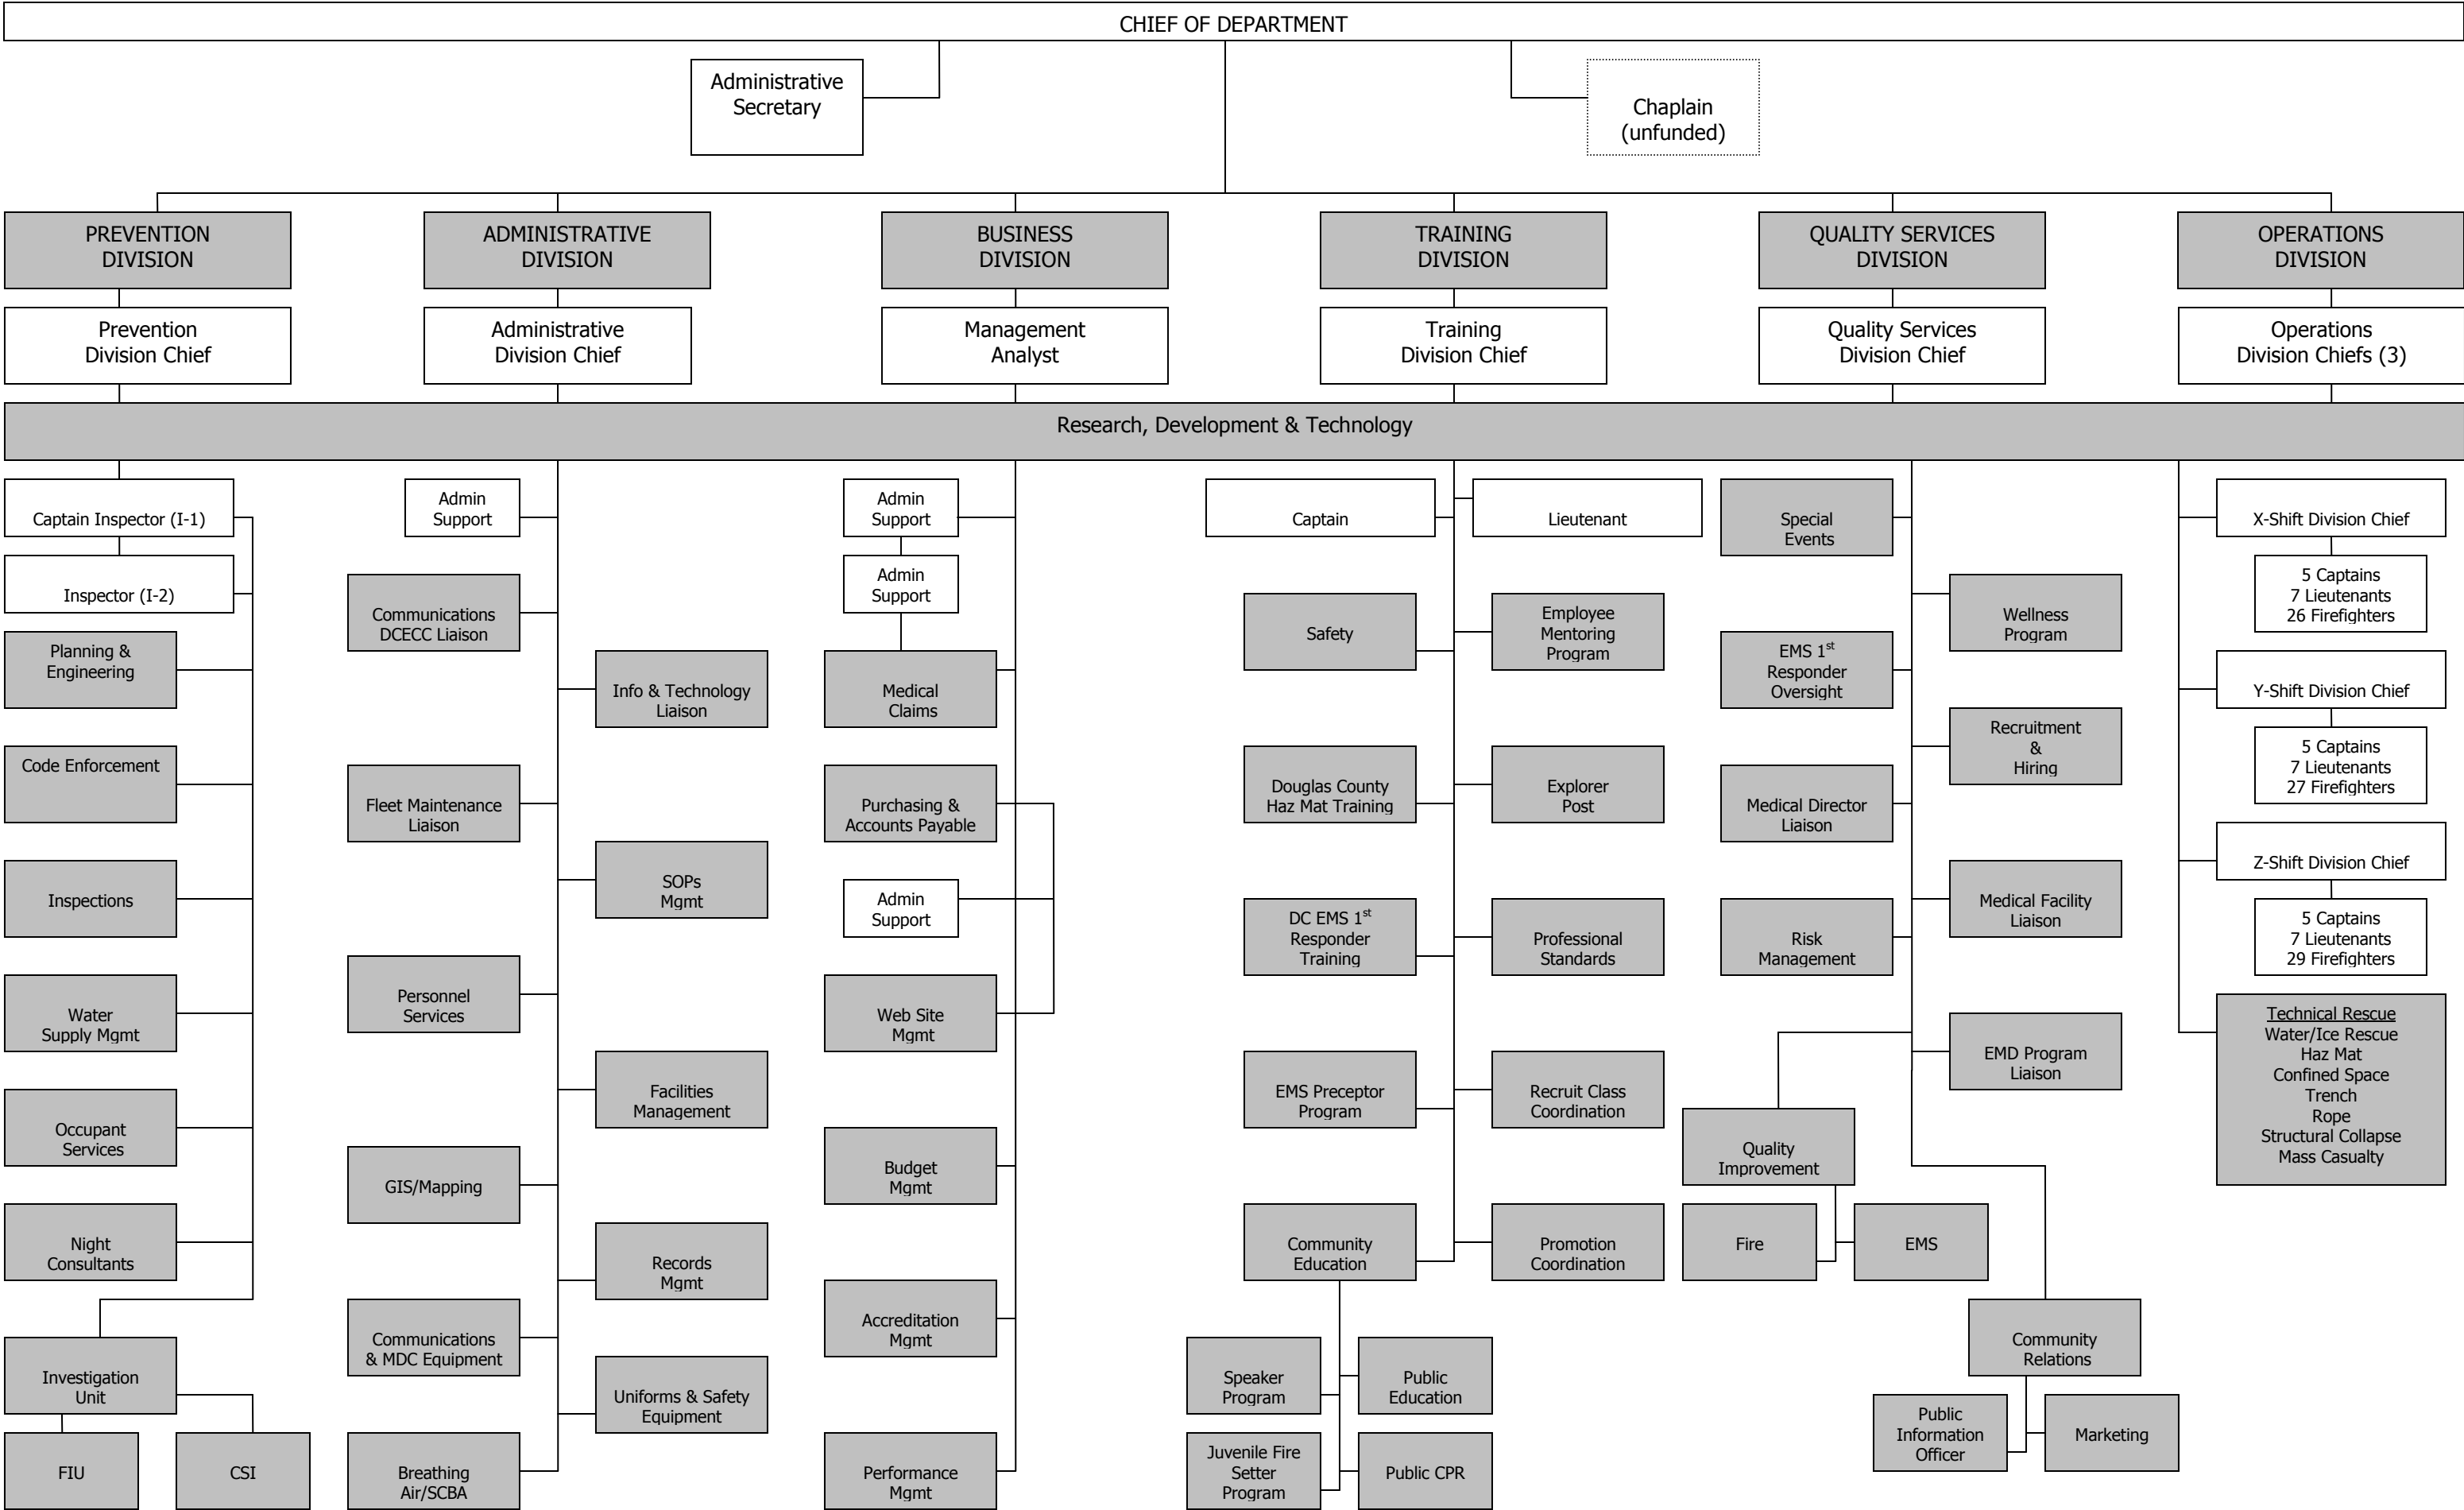 CHIEF OF DEPARTMENT
Administrative
Secretary
Chaplain
(unfunded)
PREVENTION
DIVISION
ADMINISTRATIVE
DIVISION
BUSINESS
DIVISION
TRAINING
DIVISION
QUALITY SERVICES
DIVISION
OPERATIONS
DIVISION
Prevention
Division Chief
Administrative
Division Chief
Management
Analyst
Training
Division Chief
Quality Services
Division Chief
Operations
Division Chiefs (3)
Research, Development & Technology
Captain Inspector (I-1)
Inspector (I-2)
Planning &
Engineering
Code Enforcement
Inspections
Water
Supply Mgmt
Occupant
Services
Night
Consultants
Investigation
Unit
FIU
CSI
Admin
Support
Communications
DCECC Liaison
Info & Technology
Liaison
Fleet Maintenance
Liaison
SOPs
Mgmt
Personnel
Services
Facilities
Management
GIS/Mapping
Records
Mgmt
Communications
& MDC Equipment
Uniforms & Safety
Equipment
Breathing
Air/SCBA
Admin
Support
Admin
Support
Medical
Claims
Purchasing &
Accounts Payable
Admin
Support
Web Site
Mgmt
Budget
Mgmt
Accreditation
Mgmt
Performance
Mgmt
Captain
Lieutenant
Safety
Employee
Mentoring
Program
Douglas County
Haz Mat Training
Explorer
Post
DC EMS 1st
Responder
Training
Professional
Standards
EMS Preceptor
Program
Recruit Class
Coordination
Community
Education
Promotion
Coordination
Speaker
Program
Public
Education
Juvenile Fire
Setter
Program
Public CPR
Special
Events
Wellness
Program
EMS 1st
Responder
Oversight
Recruitment
&
Hiring
Medical Director
Liaison
Medical Facility
Liaison
Risk
Management
EMD Program
Liaison
Quality
Improvement
Fire
EMS
Community
Relations
Public
Information
Officer
Marketing
X-Shift Division Chief
5 Captains
7 Lieutenants
26 Firefighters
Y-Shift Division Chief
5 Captains
7 Lieutenants
27 Firefighters
Z-Shift Division Chief
5 Captains
7 Lieutenants
29 Firefighters
Technical Rescue
Water/Ice Rescue
Haz Mat
Confined Space
Trench
Rope
Structural Collapse
Mass Casualty